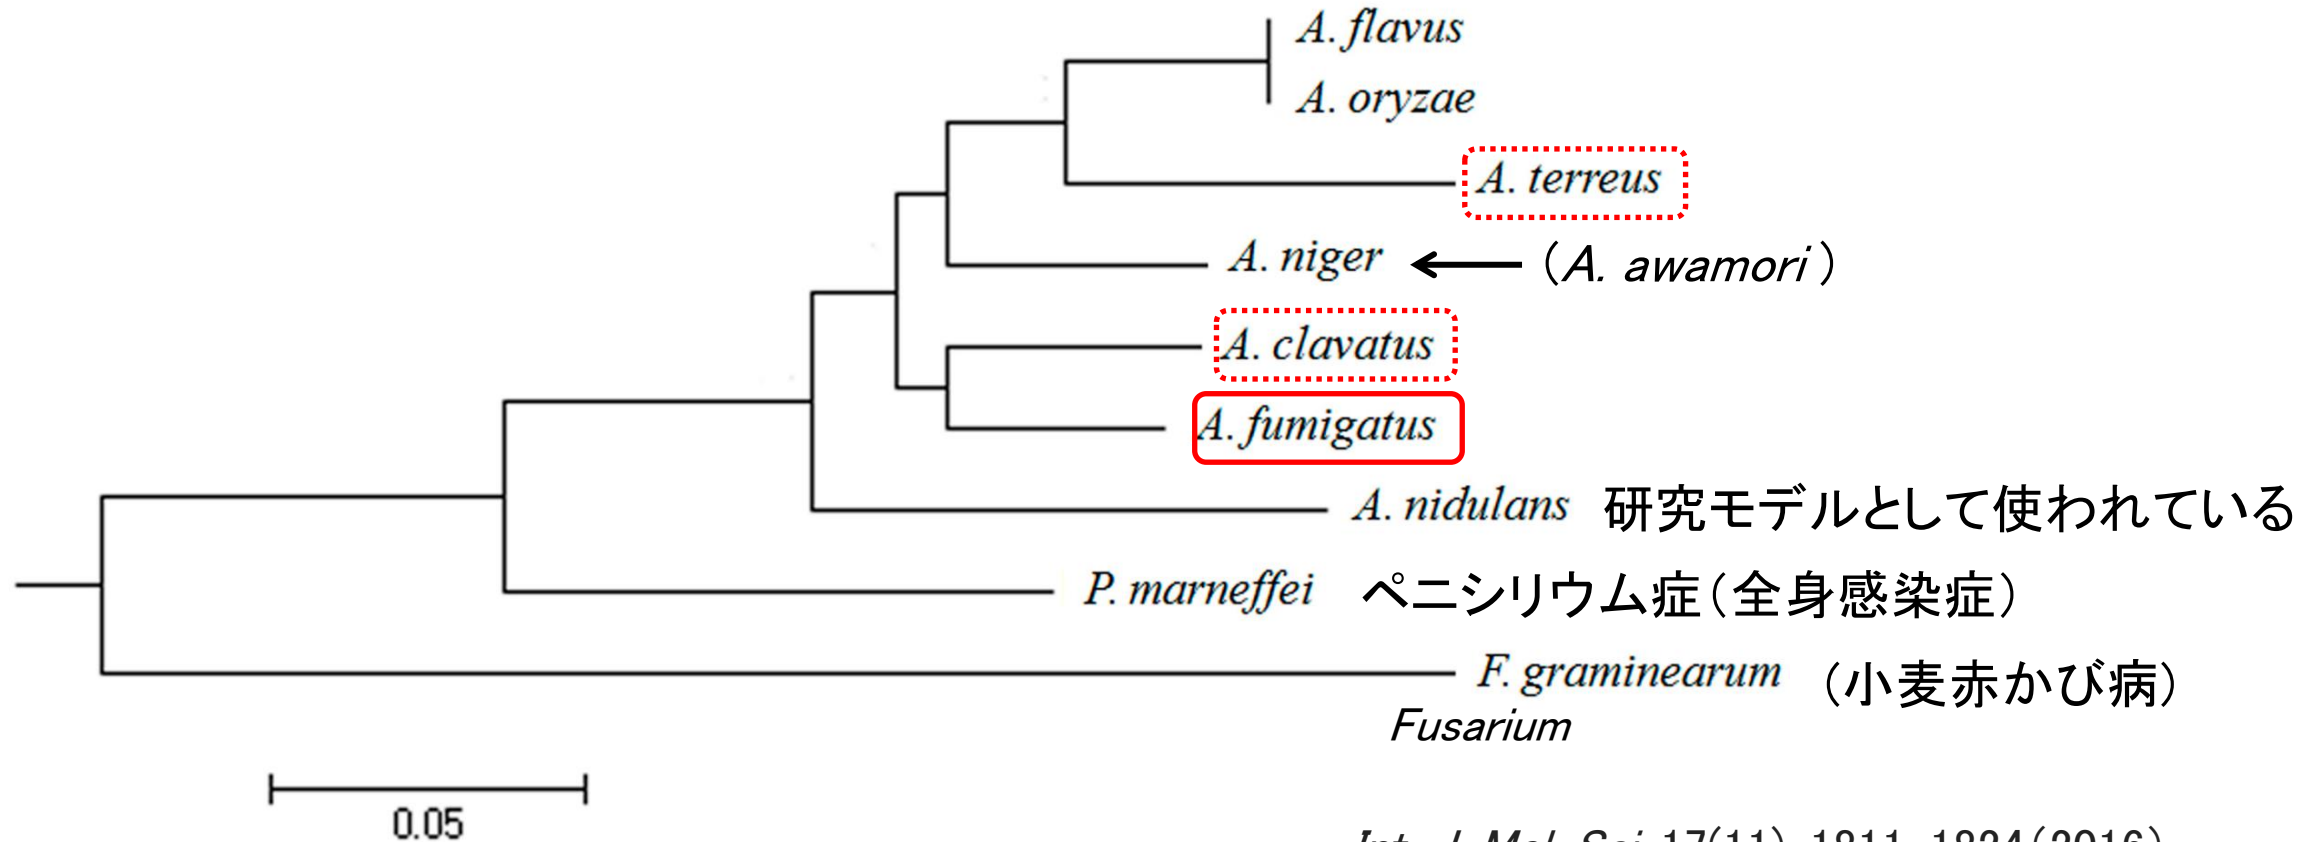 A. flavus
A. oryzae
A. terreus
A. niger ← (A. awamori)
A. clavatus
A. fumigatus
A. nidulans 研究モデルとして使われている
P. marneffei ペニシリウム症(全身感染症)
F. graminearum (小麦赤かび病)
Fusarium
0.05